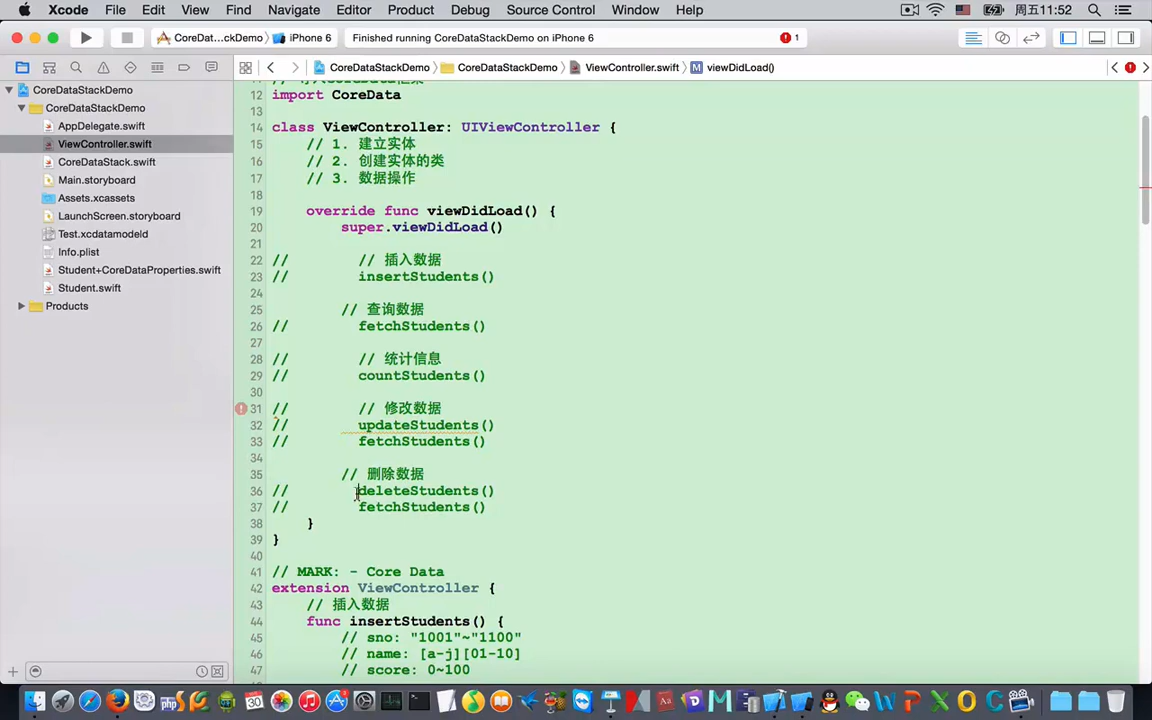 Xcode File Edit View Find Navigate Editor Product Debug Source Control Window Help 周五11:52
CoreDat...ckDemo iPhone 6 Finished running CoreDataStackDemo on iPhone 6 1
CoreDataStackDemo CoreDataStackDemo ViewController.swift M viewDidLoad()
CoreDataStackDemo
CoreDataStackDemo
AppDelegate.swift
ViewController.swift
CoreDataStack.swift
Main.storyboard
Assets.xcassets
LaunchScreen.storyboard
Test.xcdatamodeld
Info.plist
Student+CoreDataProperties.swift
Student.swift
Products
12 import CoreData
13
14 class ViewController: UIViewController {
15 // 1. 建立实体
16 // 2. 创建实体的类
17 // 3. 数据操作
18
19 override func viewDidLoad() {
20 super.viewDidLoad()
21
22 // // 插入数据
23 // insertStudents()
24
25 // 查询数据
26 // fetchStudents()
27
28 // // 统计信息
29 // countStudents()
30
31 // // 修改数据
32 // updateStudents()
33 // fetchStudents()
34
35 // 删除数据
36 // deleteStudents()
37 // fetchStudents()
38 }
39 }
40
41 // MARK: - Core Data
42 extension ViewController {
43 // 插入数据
44 func insertStudents() {
45 // sno: "1001"~"1100"
46 // name: [a-j][01-10]
47 // score: 0~100